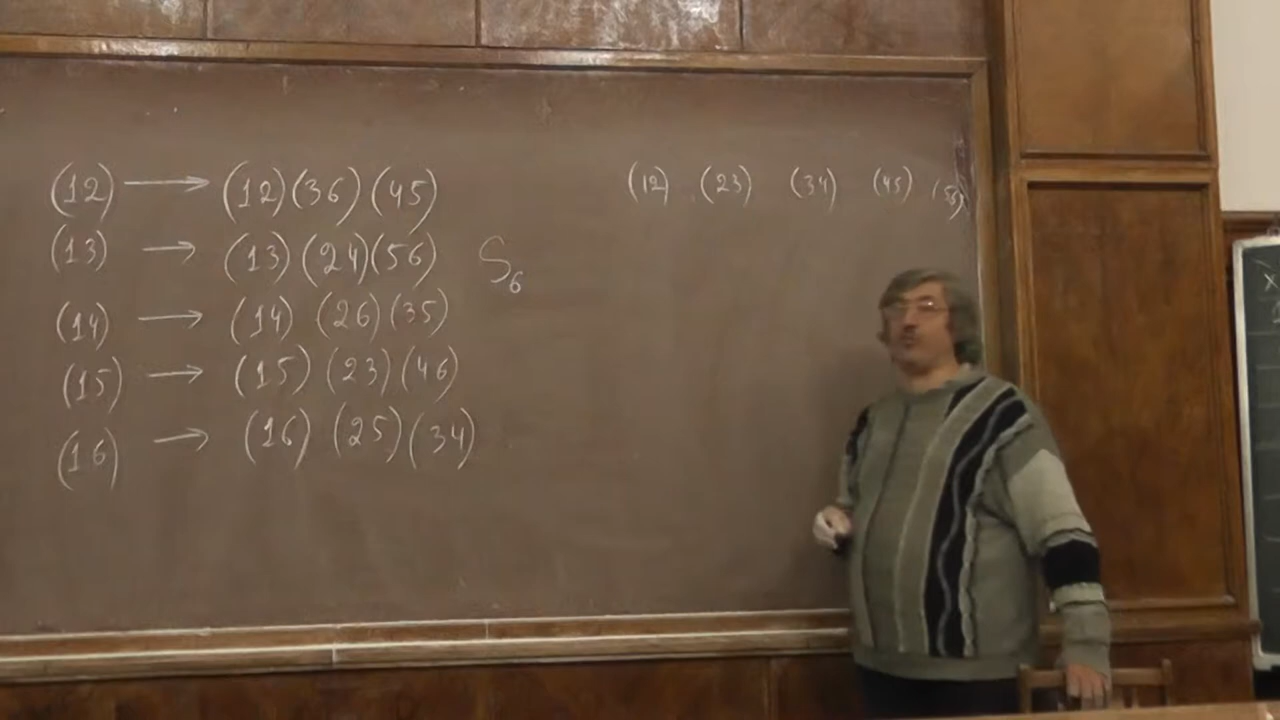 (12) → (12)(36)(45)
(13) → (13)(24)(56)
(14) → (14)(26)(35)
(15) → (15)(23)(46)
(16) → (16)(25)(34)
S₆
(12) (23) (34) (45) (56)